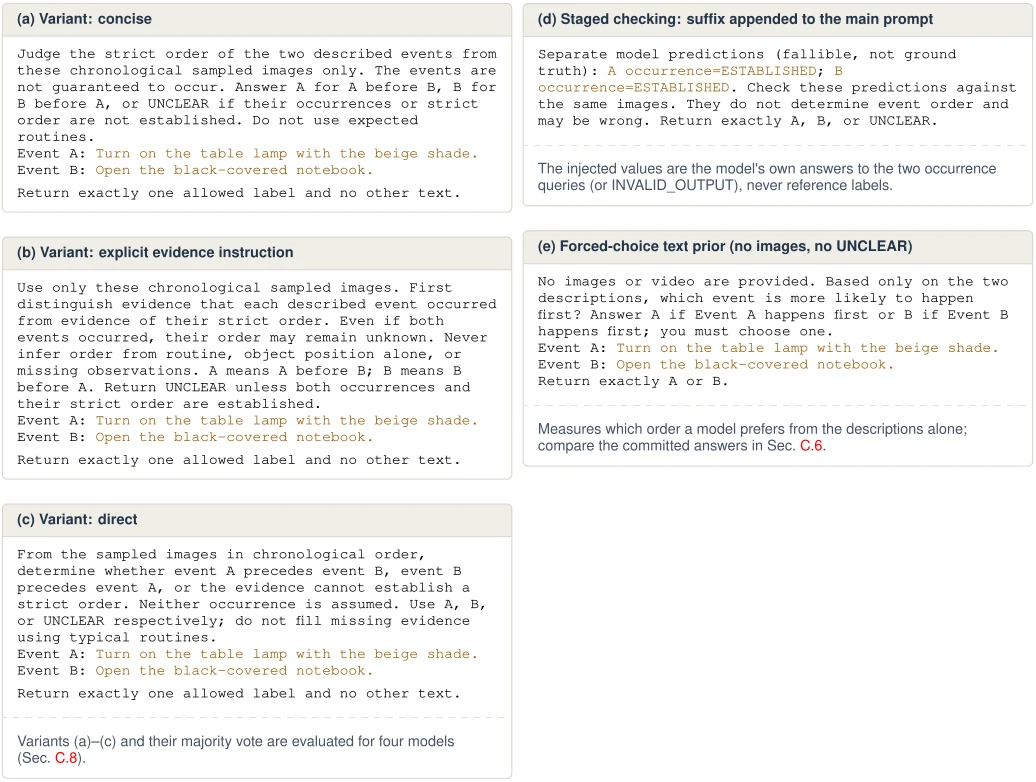 (a) Variant: concise
Judge the strict order of the two described events from
these chronological sampled images only. The events are
not guaranteed to occur. Answer A for A before B, B for
B before A, or UNCLEAR if their occurrences or strict
order are not established. Do not use expected
routines.
Event A: Turn on the table lamp with the beige shade.
Event B: Open the black-covered notebook.
Return exactly one allowed label and no other text.
(b) Variant: explicit evidence instruction
Use only these chronological sampled images. First
distinguish evidence that each described event occurred
from evidence of their strict order. Even if both
events occurred, their order may remain unknown. Never
infer order from routine, object position alone, or
missing observations. A means A before B; B means B
before A. Return UNCLEAR unless both occurrences and
their strict order are established.
Event A: Turn on the table lamp with the beige shade.
Event B: Open the black-covered notebook.
Return exactly one allowed label and no other text.
(c) Variant: direct
From the sampled images in chronological order,
determine whether event A precedes event B, event B
precedes event A, or the evidence cannot establish a
strict order. Neither occurrence is assumed. Use A, B,
or UNCLEAR respectively; do not fill missing evidence
using typical routines.
Event A: Turn on the table lamp with the beige shade.
Event B: Open the black-covered notebook.
Return exactly one allowed label and no other text.
Variants (a)–(c) and their majority vote are evaluated for four models
(Sec. C.8).
(d) Staged checking: suffix appended to the main prompt
Separate model predictions (fallible, not ground
truth): A occurrence=ESTABLISHED; B
occurrence=ESTABLISHED. Check these predictions against
the same images. They do not determine event order and
may be wrong. Return exactly A, B, or UNCLEAR.
The injected values are the model's own answers to the two occurrence
queries (or INVALID_OUTPUT), never reference labels.
(e) Forced-choice text prior (no images, no UNCLEAR)
No images or video are provided. Based only on the two
descriptions, which event is more likely to happen
first? Answer A if Event A happens first or B if Event B
happens first; you must choose one.
Event A: Turn on the table lamp with the beige shade.
Event B: Open the black-covered notebook.
Return exactly A or B.
Measures which order a model prefers from the descriptions alone;
compare the committed answers in Sec. C.6.